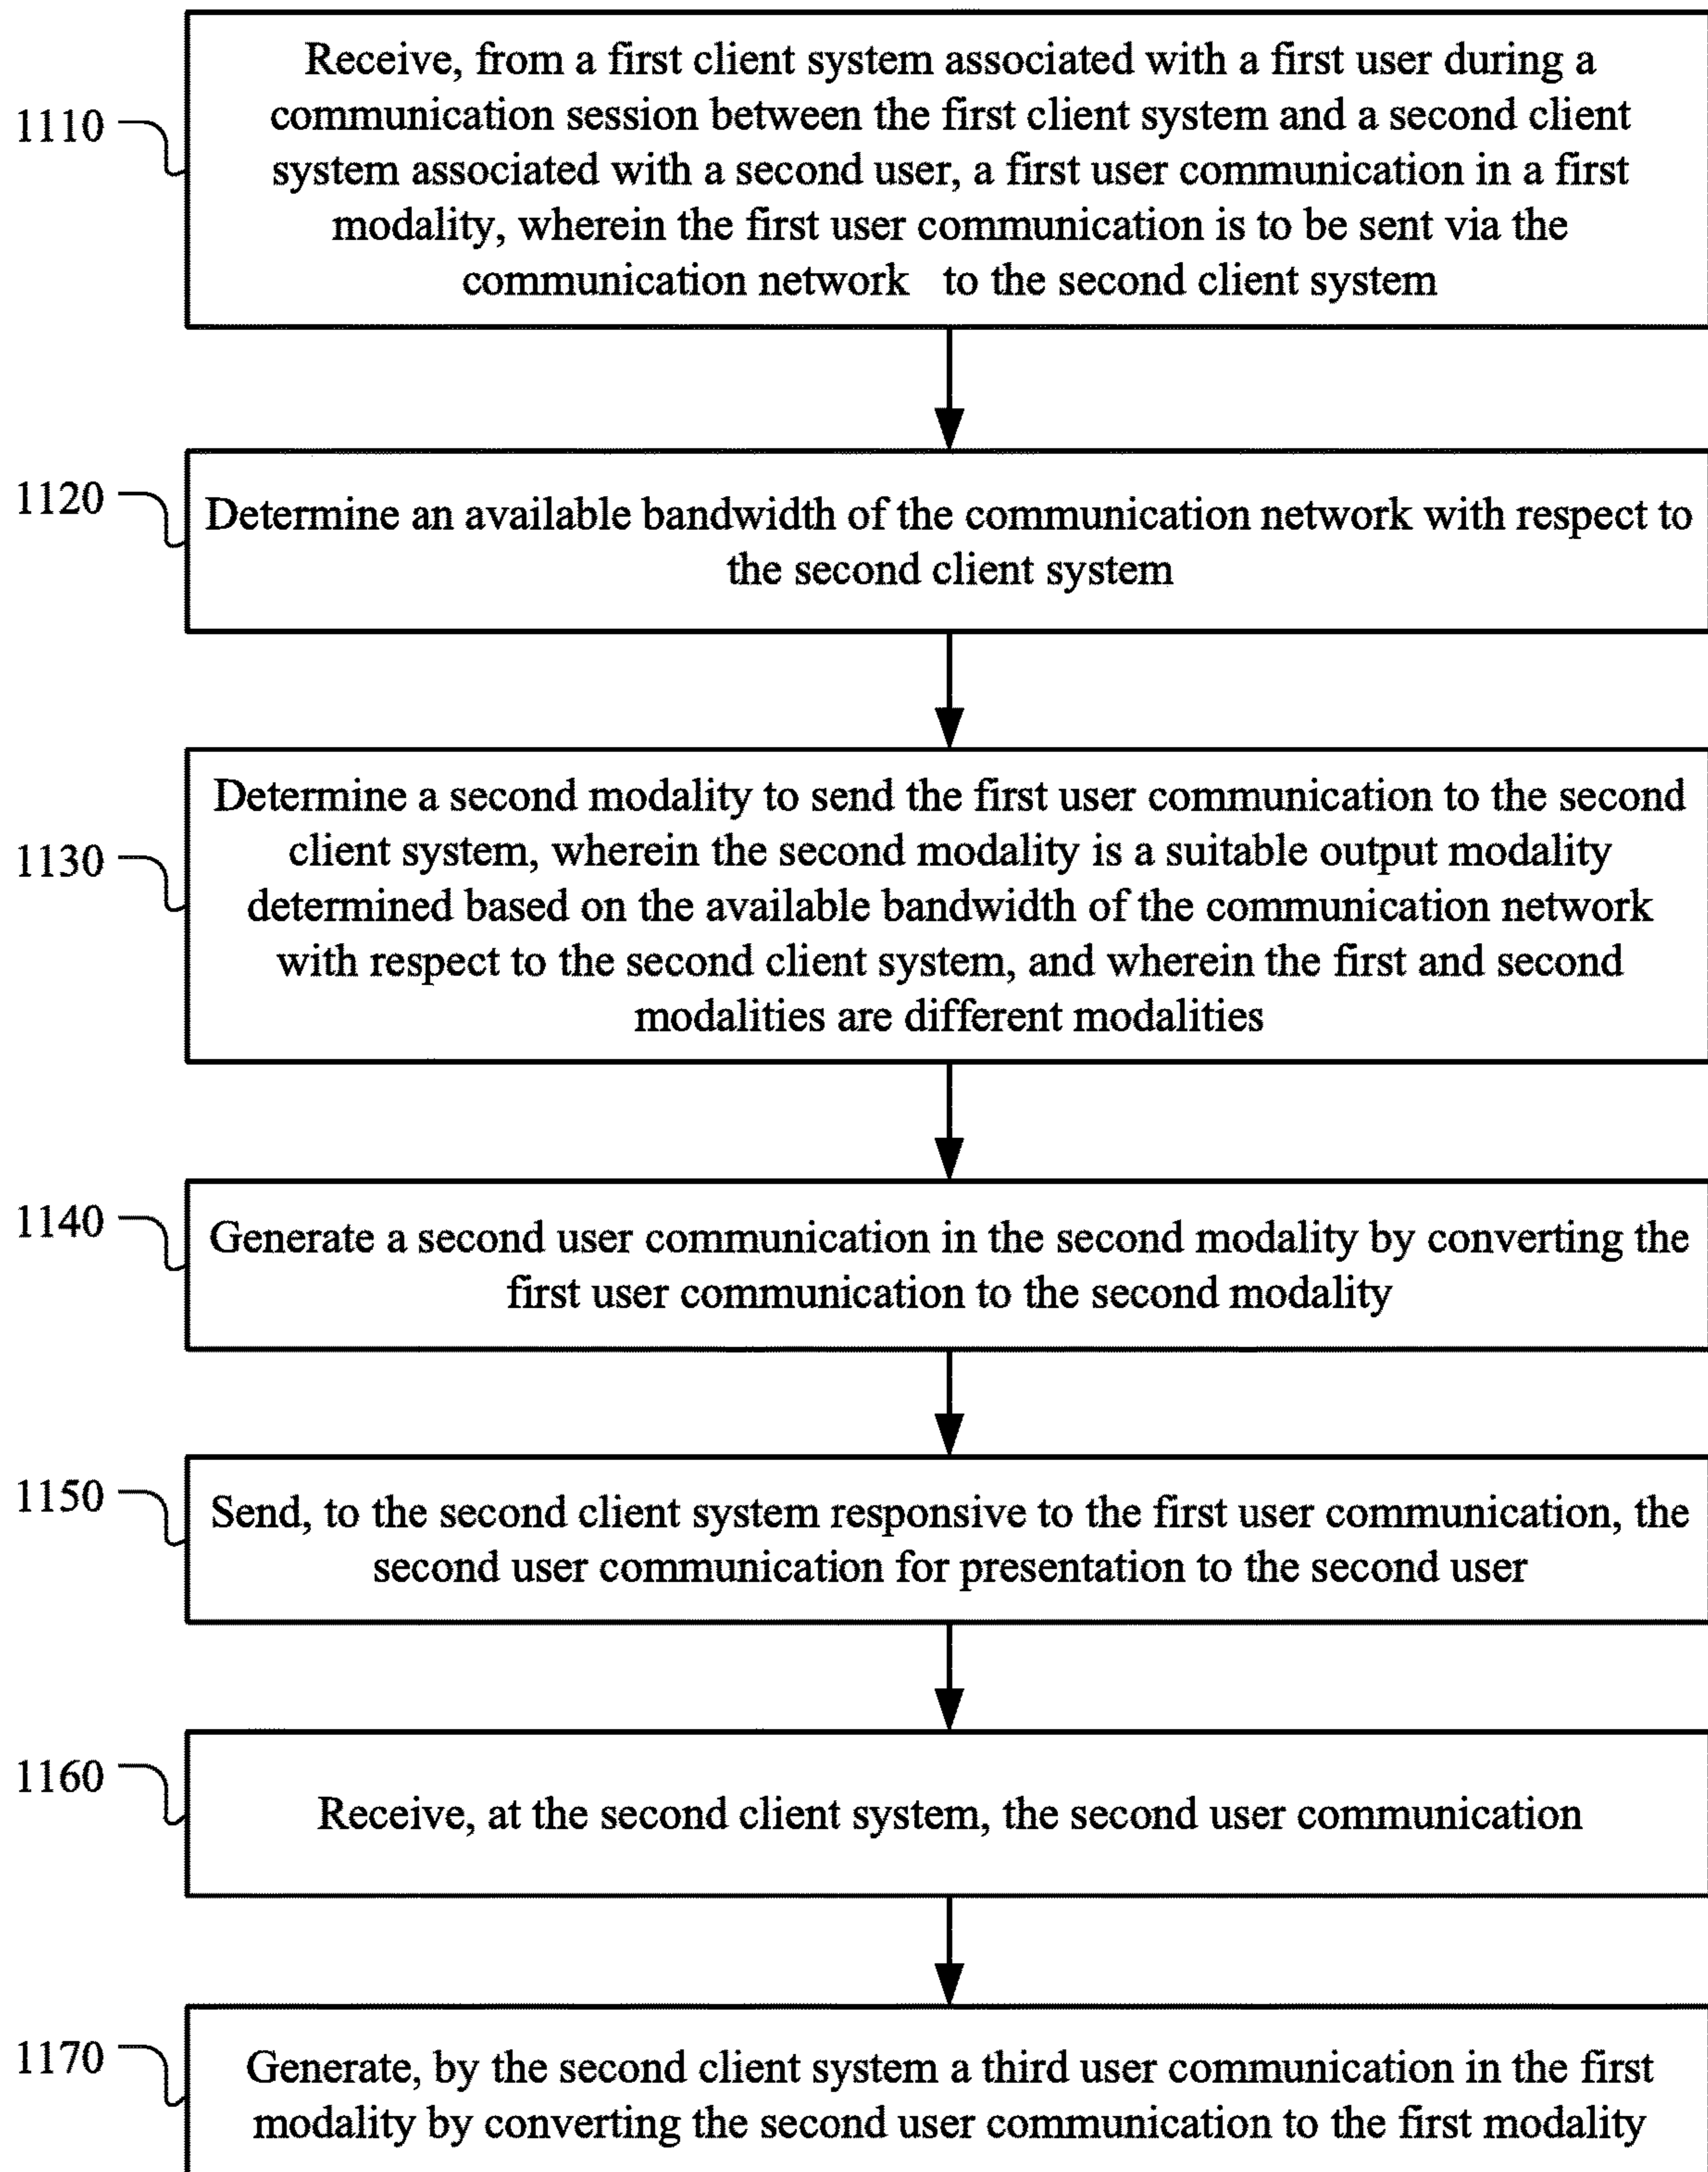 Receive, from a first client system associated with a first user during a
1110
communication session between the first client system and a second client
system associated with a second user, a first user communication in a first
modality, wherein the first user communication is to be sent via the
communication network to the second client system
1120
Determine an available bandwidth of the communication network with respect to
the second client system
Determine a second modality to send the first user communication to the second
client system, wherein the second modality is a suitable output modality
1130
determined based on the available bandwidth of the communication network
with respect to the second client system, and wherein the first and second
modalities are different modalities
1140
Generate a second user communication in the second modality by converting the
first user communication to the second modality
1150
Send, to the second client system responsive to the first user communication, the
second user communication for presentation to the second user
1160
Receive, at the second client system, the second user communication
1170
Generate, by the second client system a third user communication in the first
modality by converting the second user communication to the first modality